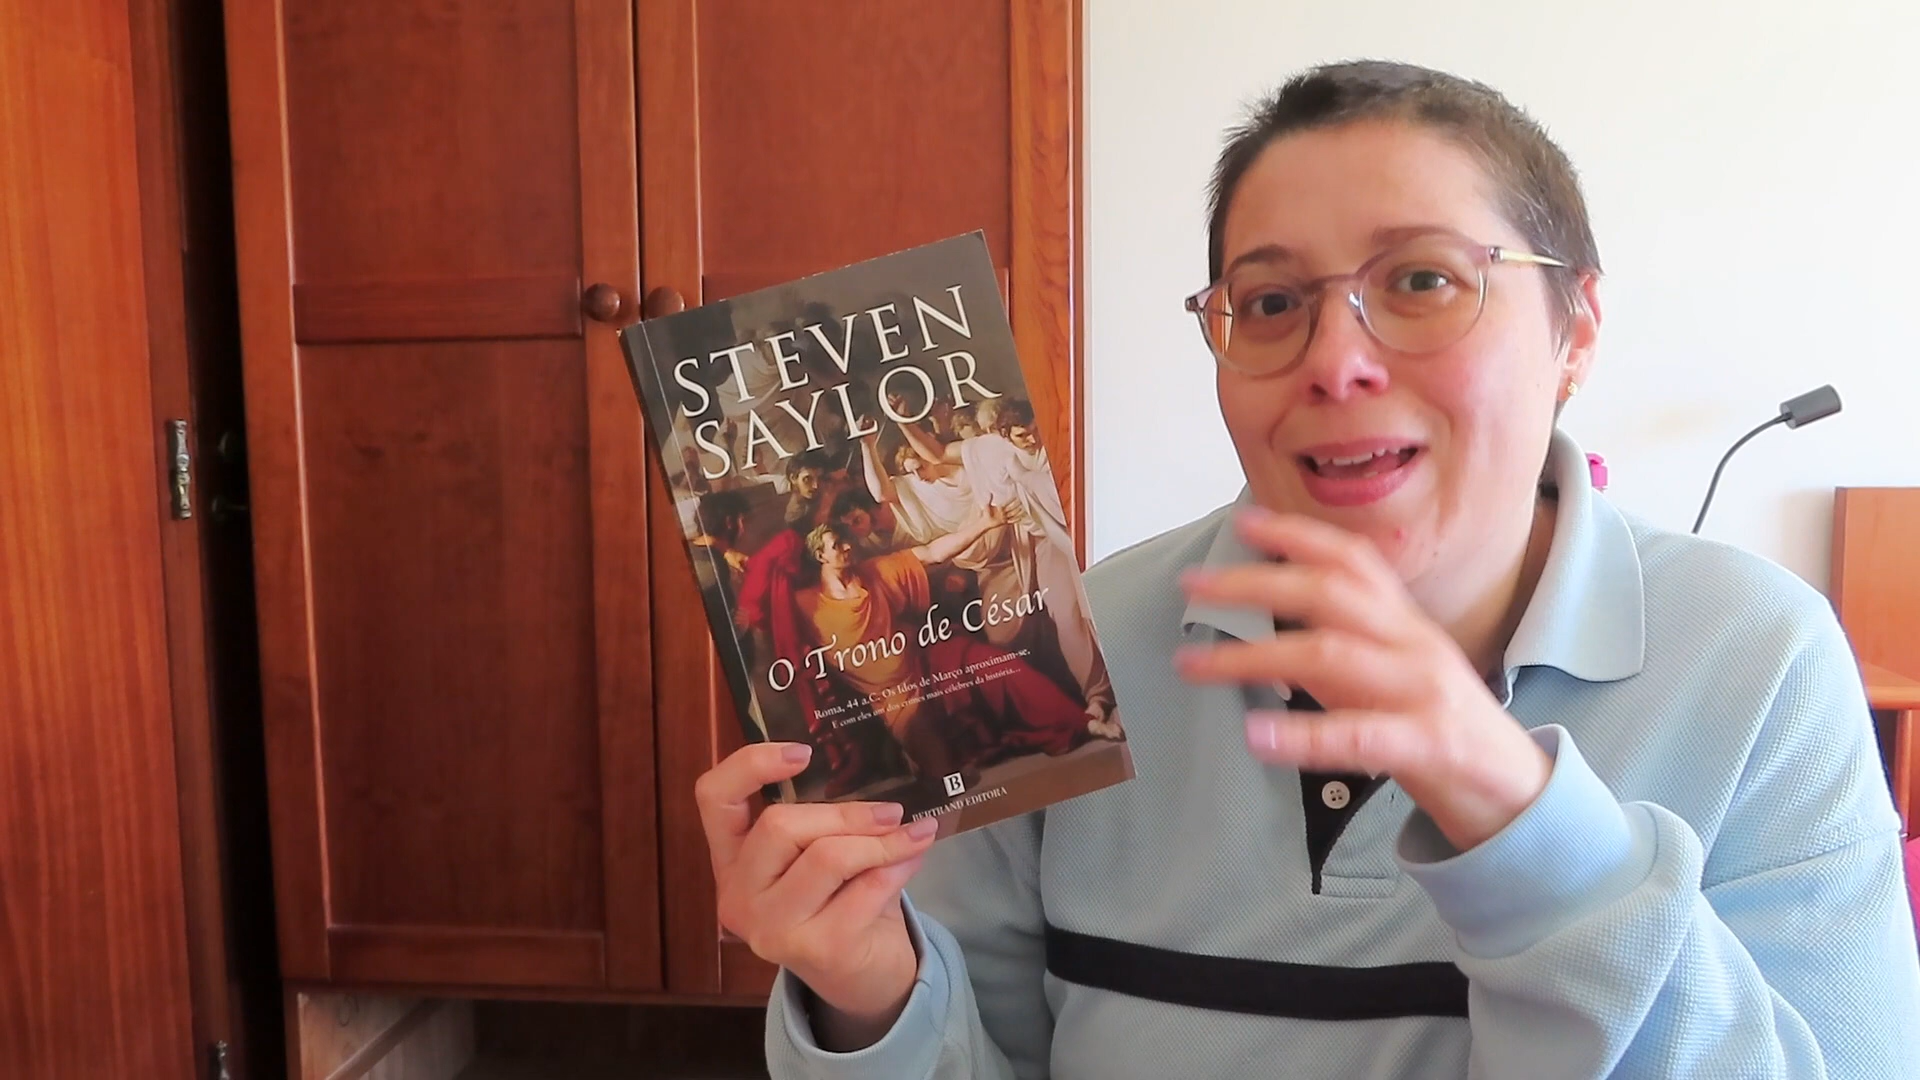 STEVEN
SAYLOR
O Trono de César
Roma, 44 a.C. Os Idos de Março aproximam-se.
E com eles um dos crimes mais célebres da história...
B
BERTRAND EDITORA